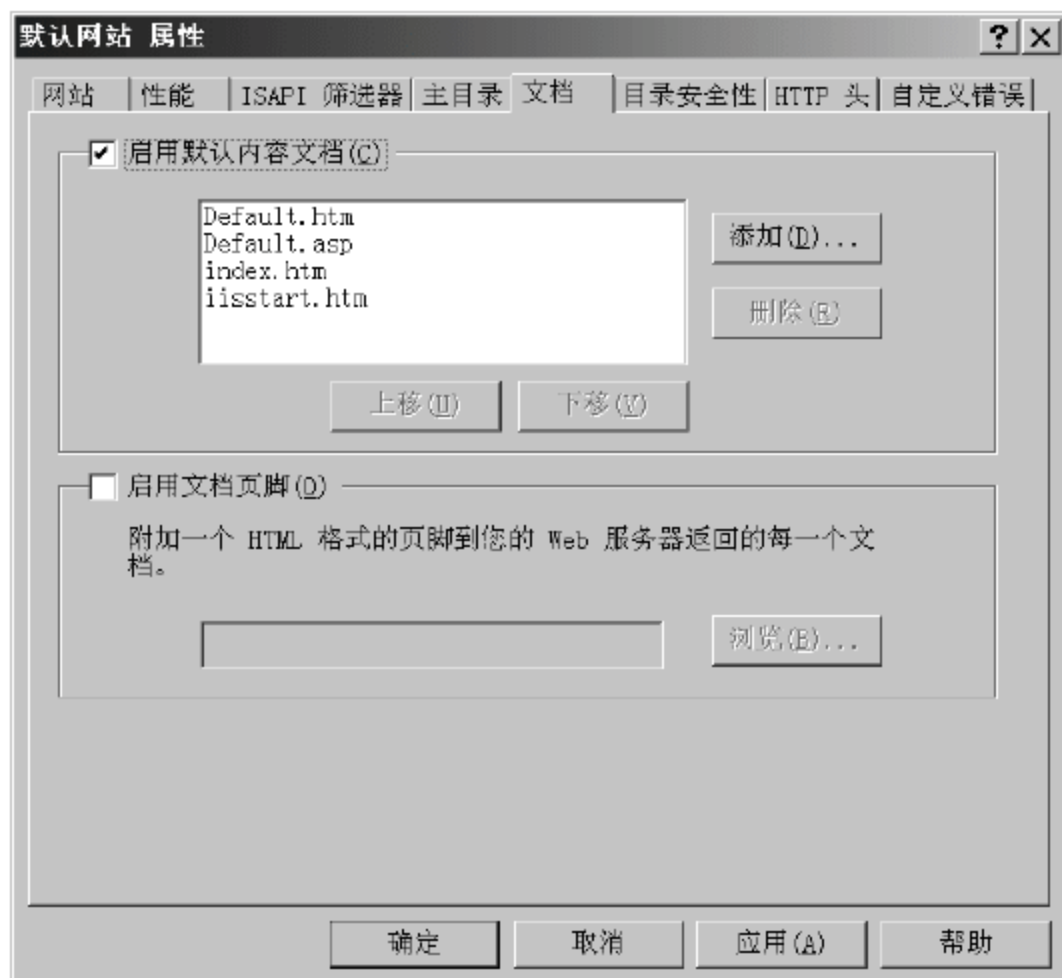 默认网站 属性
网站 性能 ISAPI 筛选器 主目录 文档 目录安全性 HTTP 头 自定义错误
启用默认内容文档(C)
Default.htm
Default.asp
index.htm
iisstart.htm
添加(D)...
删除(R)
上移(U) 下移(V)
启用文档页脚(O)
附加一个 HTML 格式的页脚到您的 Web 服务器返回的每一个文
档。
浏览(B)...
确定 取消 应用(A) 帮助